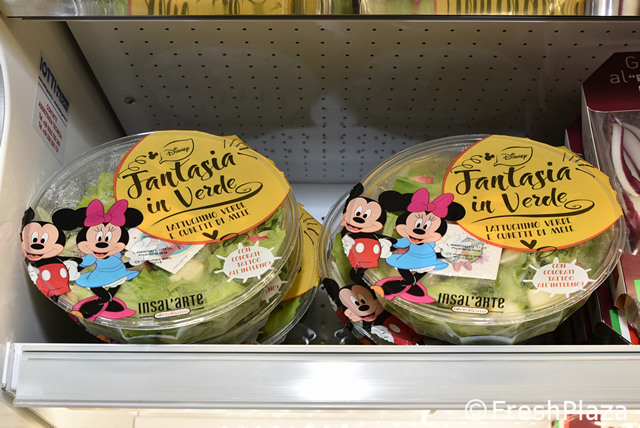 Disney
Fantasia
in Verde
LATTUGHINO VERDE
E CUBETTI DI MELE
CON
COLORATI
TATTOO
ALL'INTERNO!
INSAL'ARTE
Disney
Fantasia
in Verde
LATTUGHINO VERDE
E CUBETTI DI MELE
CON
COLORATI
TATTOO
ALL'INTERNO!
INSAL'ARTE
©FreshPlaza